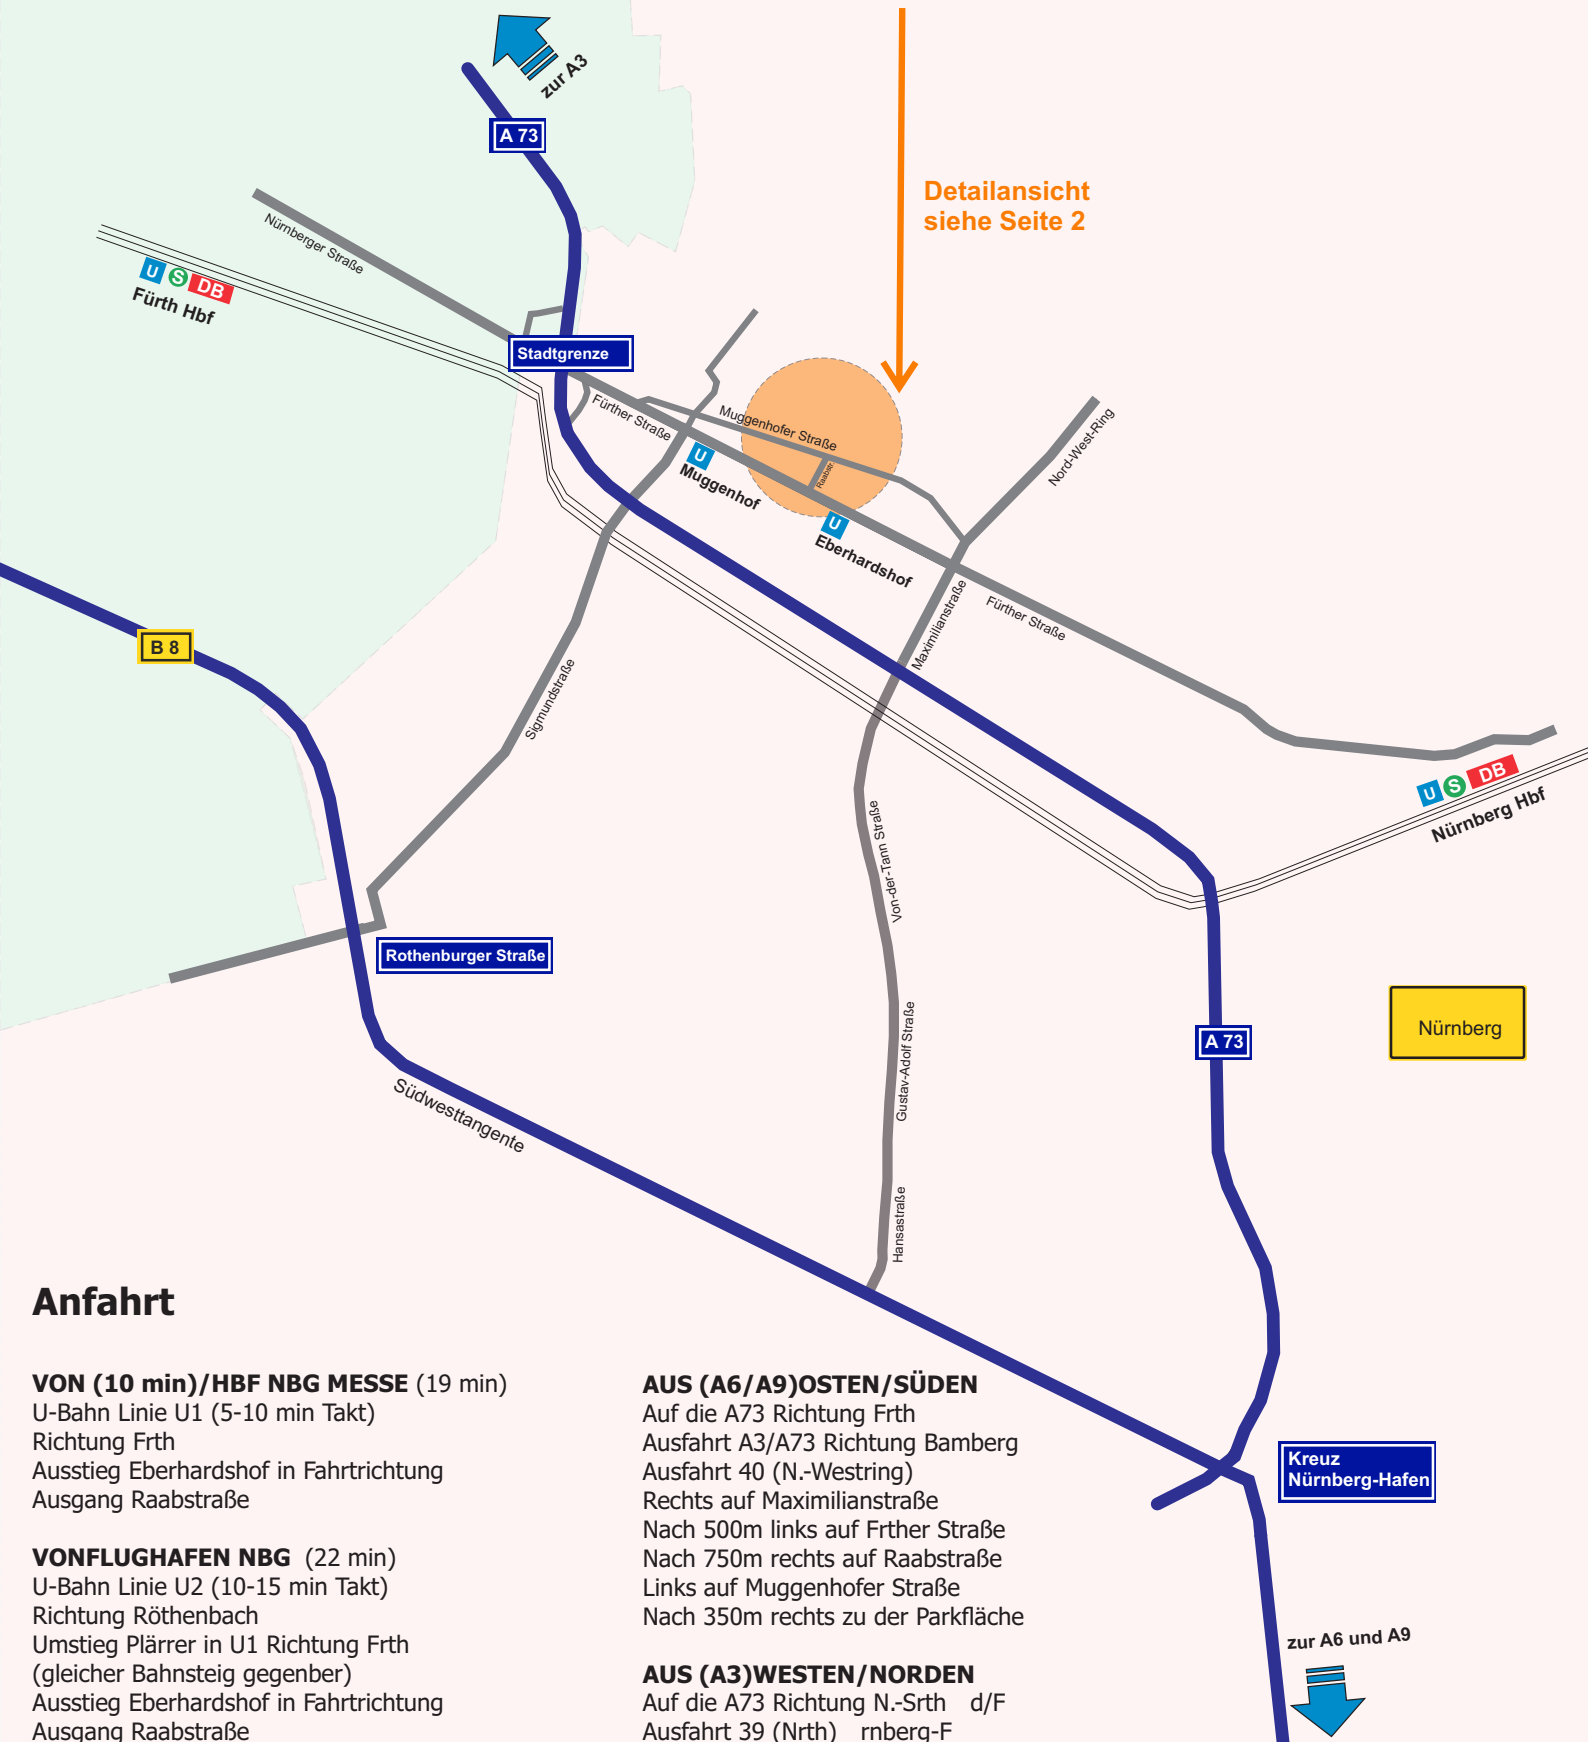 zur A3
A 73
Detailansicht
siehe Seite 2
Nürnberger Straße
U S DB
Fürth Hbf
Stadtgrenze
Fürther Straße
Muggenhofer Straße
Raabstr.
Nord-West-Ring
U
Muggenhof
U
Eberhardshof
Maximilianstraße
Fürther Straße
B 8
Sigmundstraße
U S DB
Nürnberg Hbf
Von-der-Tann Straße
Rothenburger Straße
Nürnberg
A 73
Gustav-Adolf Straße
Südwesttangente
Hansastraße
Kreuz
Nürnberg-Hafen
zur A6 und A9
Anfahrt
VON (10 min)/HBF NBG MESSE (19 min)
U-Bahn Linie U1 (5-10 min Takt)
Richtung Frth
Ausstieg Eberhardshof in Fahrtrichtung
Ausgang Raabstraße
VONFLUGHAFEN NBG (22 min)
U-Bahn Linie U2 (10-15 min Takt)
Richtung Röthenbach
Umstieg Plärrer in U1 Richtung Frth
(gleicher Bahnsteig gegenber)
Ausstieg Eberhardshof in Fahrtrichtung
Ausgang Raabstraße
AUS (A6/A9)OSTEN/SÜDEN
Auf die A73 Richtung Frth
Ausfahrt A3/A73 Richtung Bamberg
Ausfahrt 40 (N.-Westring)
Rechts auf Maximilianstraße
Nach 500m links auf Frther Straße
Nach 750m rechts auf Raabstraße
Links auf Muggenhofer Straße
Nach 350m rechts zu der Parkfläche
AUS (A3)WESTEN/NORDEN
Auf die A73 Richtung N.-Srth d/F
Ausfahrt 39 (Nrth) rnberg-F